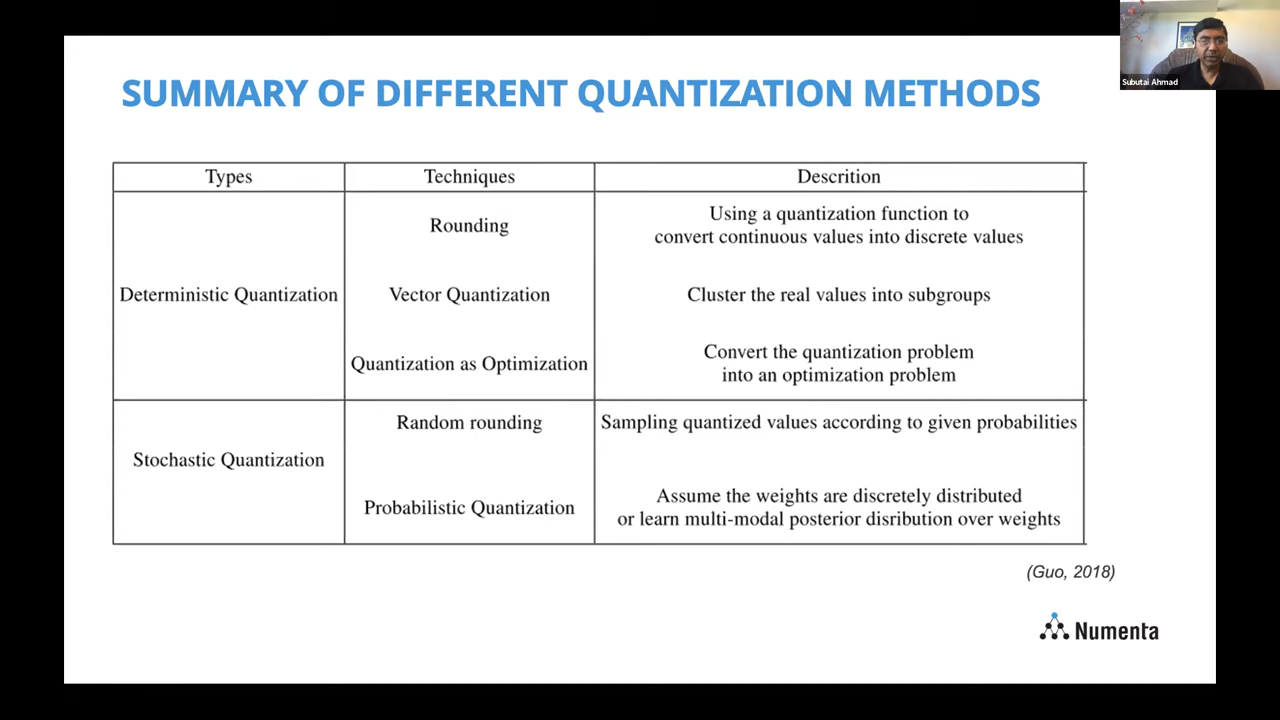 Subutai Ahmad
SUMMARY OF DIFFERENT QUANTIZATION METHODS
Types Techniques Descrition
Rounding
Using a quantization function to
convert continuous values into discrete values
Deterministic Quantization Vector Quantization Cluster the real values into subgroups
Quantization as Optimization
Convert the quantization problem
into an optimization problem
Random rounding Sampling quantized values according to given probabilities
Stochastic Quantization
Probabilistic Quantization
Assume the weights are discretely distributed
or learn multi-modal posterior disribution over weights
(Guo, 2018)
Numenta